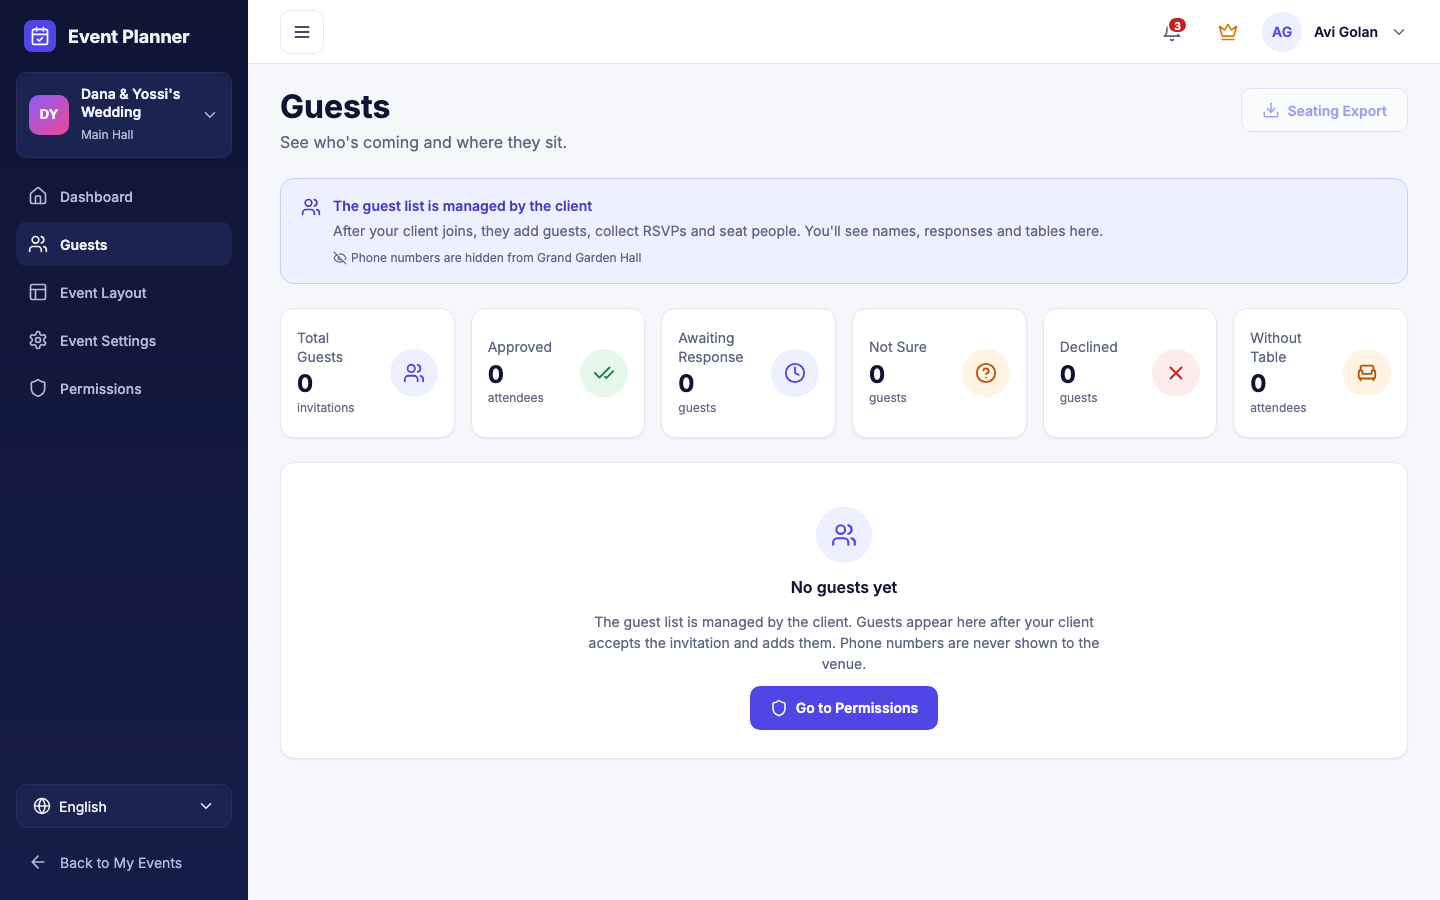 Event Planner
DY
Dana & Yossi's
Wedding
Main Hall
Dashboard
Guests
Event Layout
Event Settings
Permissions
English
Back to My Events
3
AG
Avi Golan
Guests
See who's coming and where they sit.
Seating Export
The guest list is managed by the client
After your client joins, they add guests, collect RSVPs and seat people. You'll see names, responses and tables here.
Phone numbers are hidden from Grand Garden Hall
Total
Guests
0
invitations
Approved
0
attendees
Awaiting
Response
0
guests
Not Sure
0
guests
Declined
0
guests
Without
Table
0
attendees
No guests yet
The guest list is managed by the client. Guests appear here after your client
accepts the invitation and adds them. Phone numbers are never shown to the
venue.
Go to Permissions